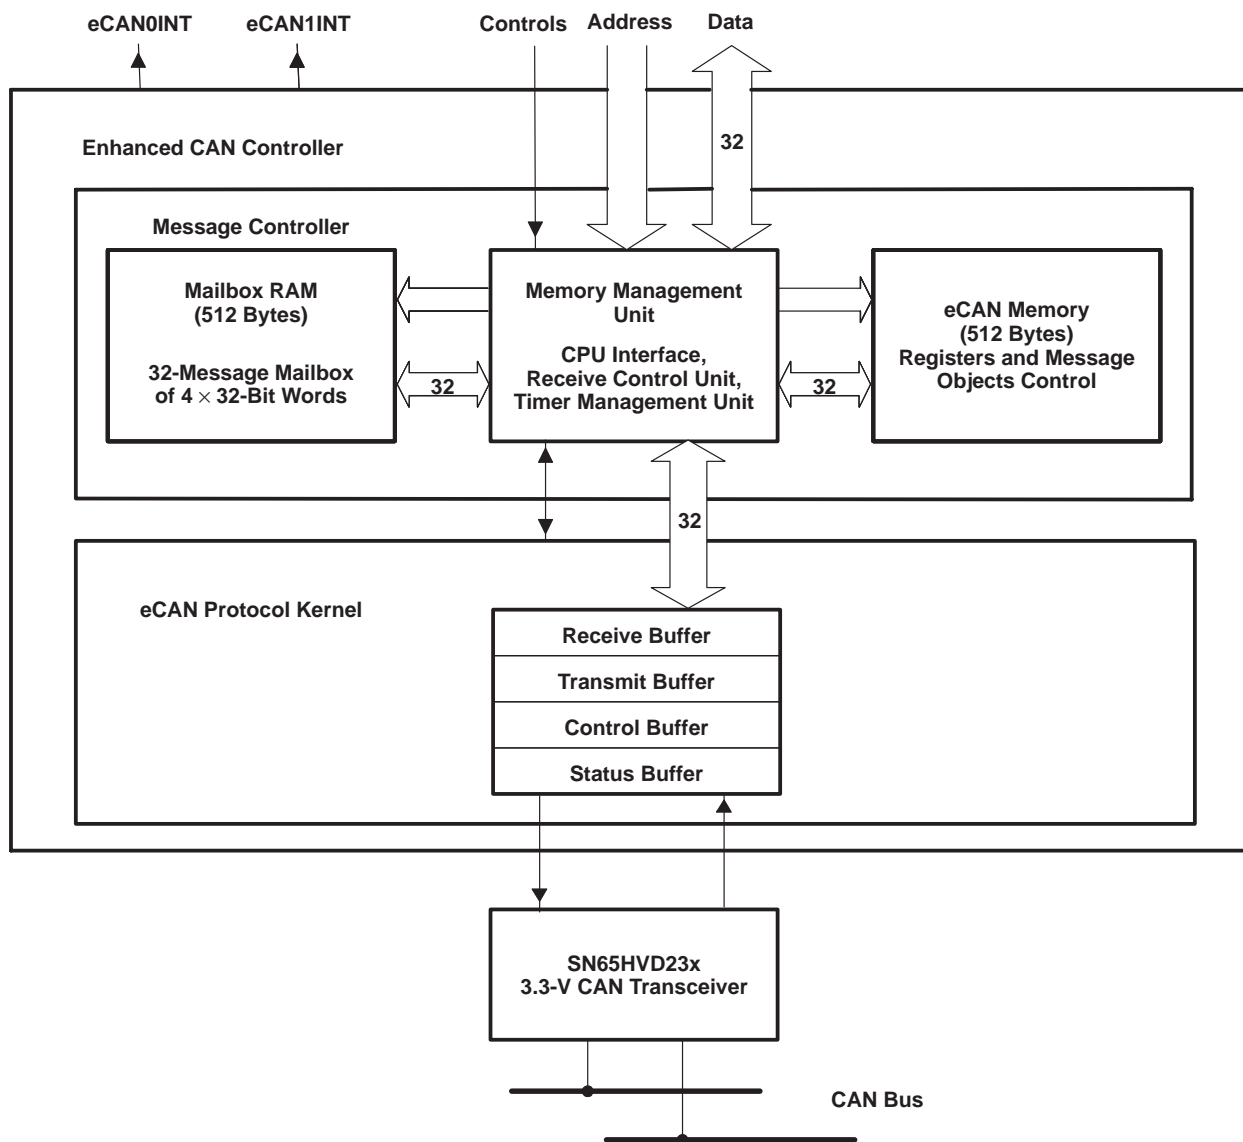 eCAN0INT
eCAN1INT
Controls
Address
Data
32
Enhanced CAN Controller
Message Controller
Mailbox RAM
(512 Bytes)
32-Message Mailbox
of 4 × 32-Bit Words
32
Memory Management
Unit
CPU Interface,
Receive Control Unit,
Timer Management Unit
32
eCAN Memory
(512 Bytes)
Registers and Message
Objects Control
32
eCAN Protocol Kernel
Receive Buffer
Transmit Buffer
Control Buffer
Status Buffer
SN65HVD23x
3.3-V CAN Transceiver
CAN Bus